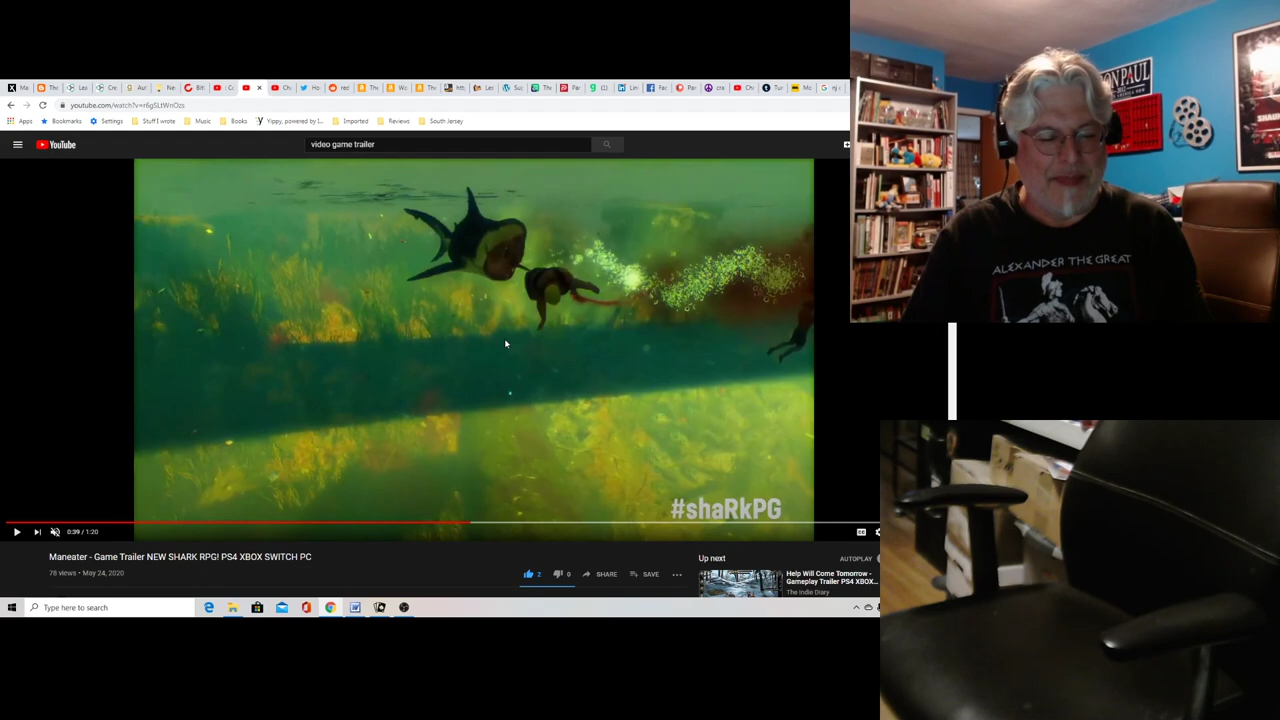 youtube.com/watch?v=r6gSLtWnOzs
Apps Bookmarks Settings Stuff I wrote Music Books Yippy, powered by I... Imported Reviews South Jersey
YouTube
video game trailer
#shaRkPG
0:39 / 1:20
Maneater - Game Trailer NEW SHARK RPG! PS4 XBOX SWITCH PC
78 views • May 24, 2020
2 0 SHARE SAVE
Up next AUTOPLAY
Help Will Come Tomorrow -
Gameplay Trailer PS4 XBOX...
The Indie Diary
Type here to search
ON PAUL
ALEXANDER THE GREAT